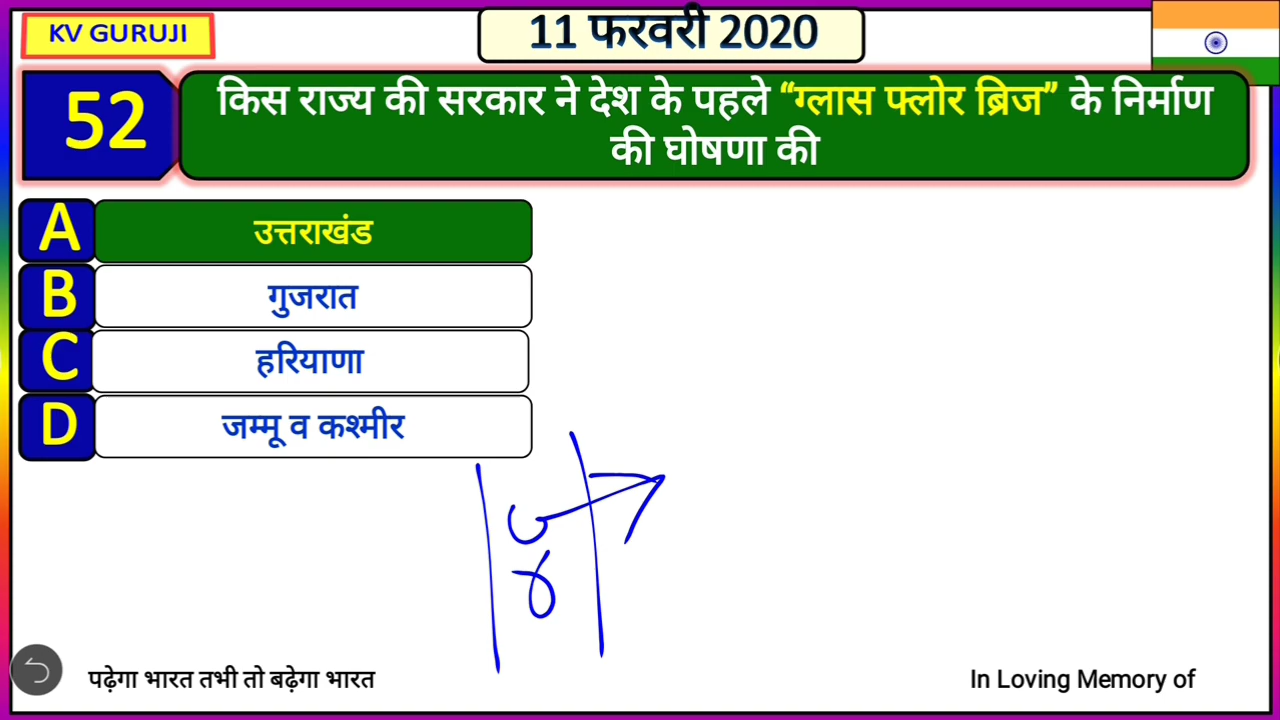 KV GURUJI
11 फरवरी 2020
52
किस राज्य की सरकार ने देश के पहले “ग्लास फ्लोर ब्रिज” के निर्माण
की घोषणा की
A उत्तराखंड
B गुजरात
C हरियाणा
D जम्मू व कश्मीर
पढ़ेगा भारत तभी तो बढ़ेगा भारत
In Loving Memory of